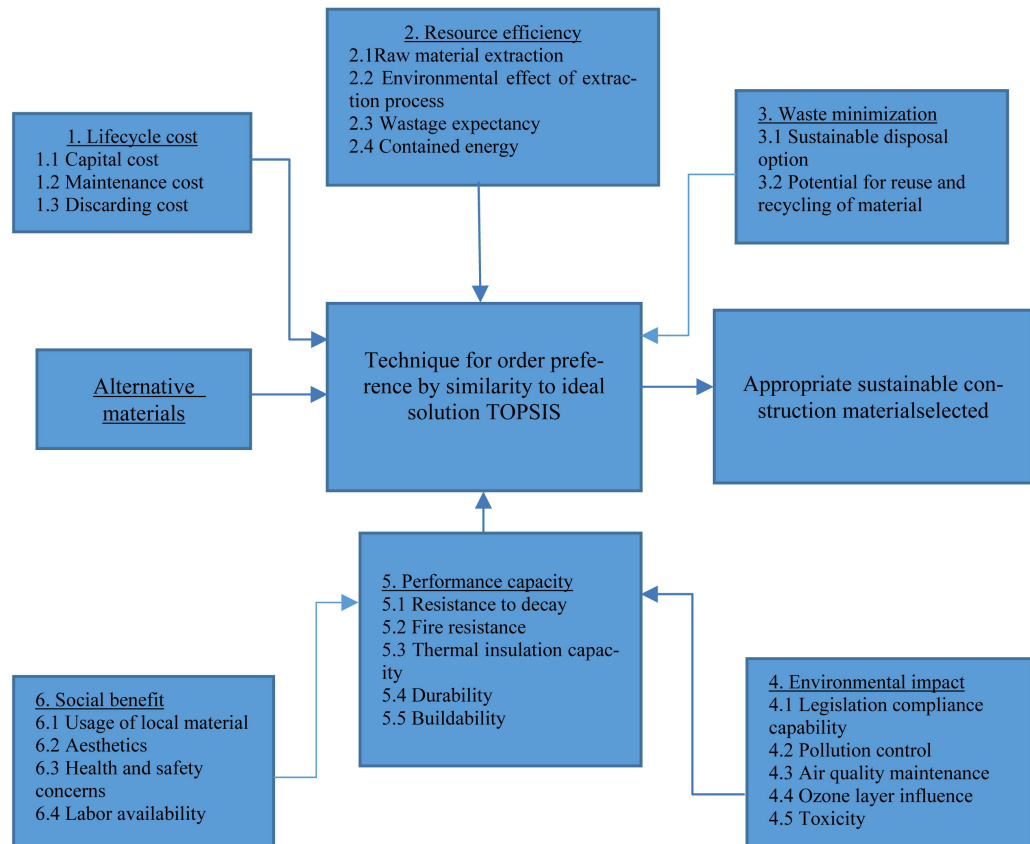 1. Lifecycle cost
1.1 Capital cost
1.2 Maintenance cost
1.3 Discarding cost
2. Resource efficiency
2.1Raw material extraction
2.2 Environmental effect of extrac-
tion process
2.3 Wastage expectancy
2.4 Contained energy
3. Waste minimization
3.1 Sustainable disposal
option
3.2 Potential for reuse and
recycling of material
Alternative
materials
Technique for order prefe-
rence by similarity to ideal
solution TOPSIS
Appropriate sustainable con-
struction materialselected
5. Performance capacity
5.1 Resistance to decay
5.2 Fire resistance
5.3 Thermal insulation capac-
ity
5.4 Durability
5.5 Buildability
6. Social benefit
6.1 Usage of local material
6.2 Aesthetics
6.3 Health and safety
concerns
6.4 Labor availability
4. Environmental impact
4.1 Legislation compliance
capability
4.2 Pollution control
4.3 Air quality maintenance
4.4 Ozone layer influence
4.5 Toxicity